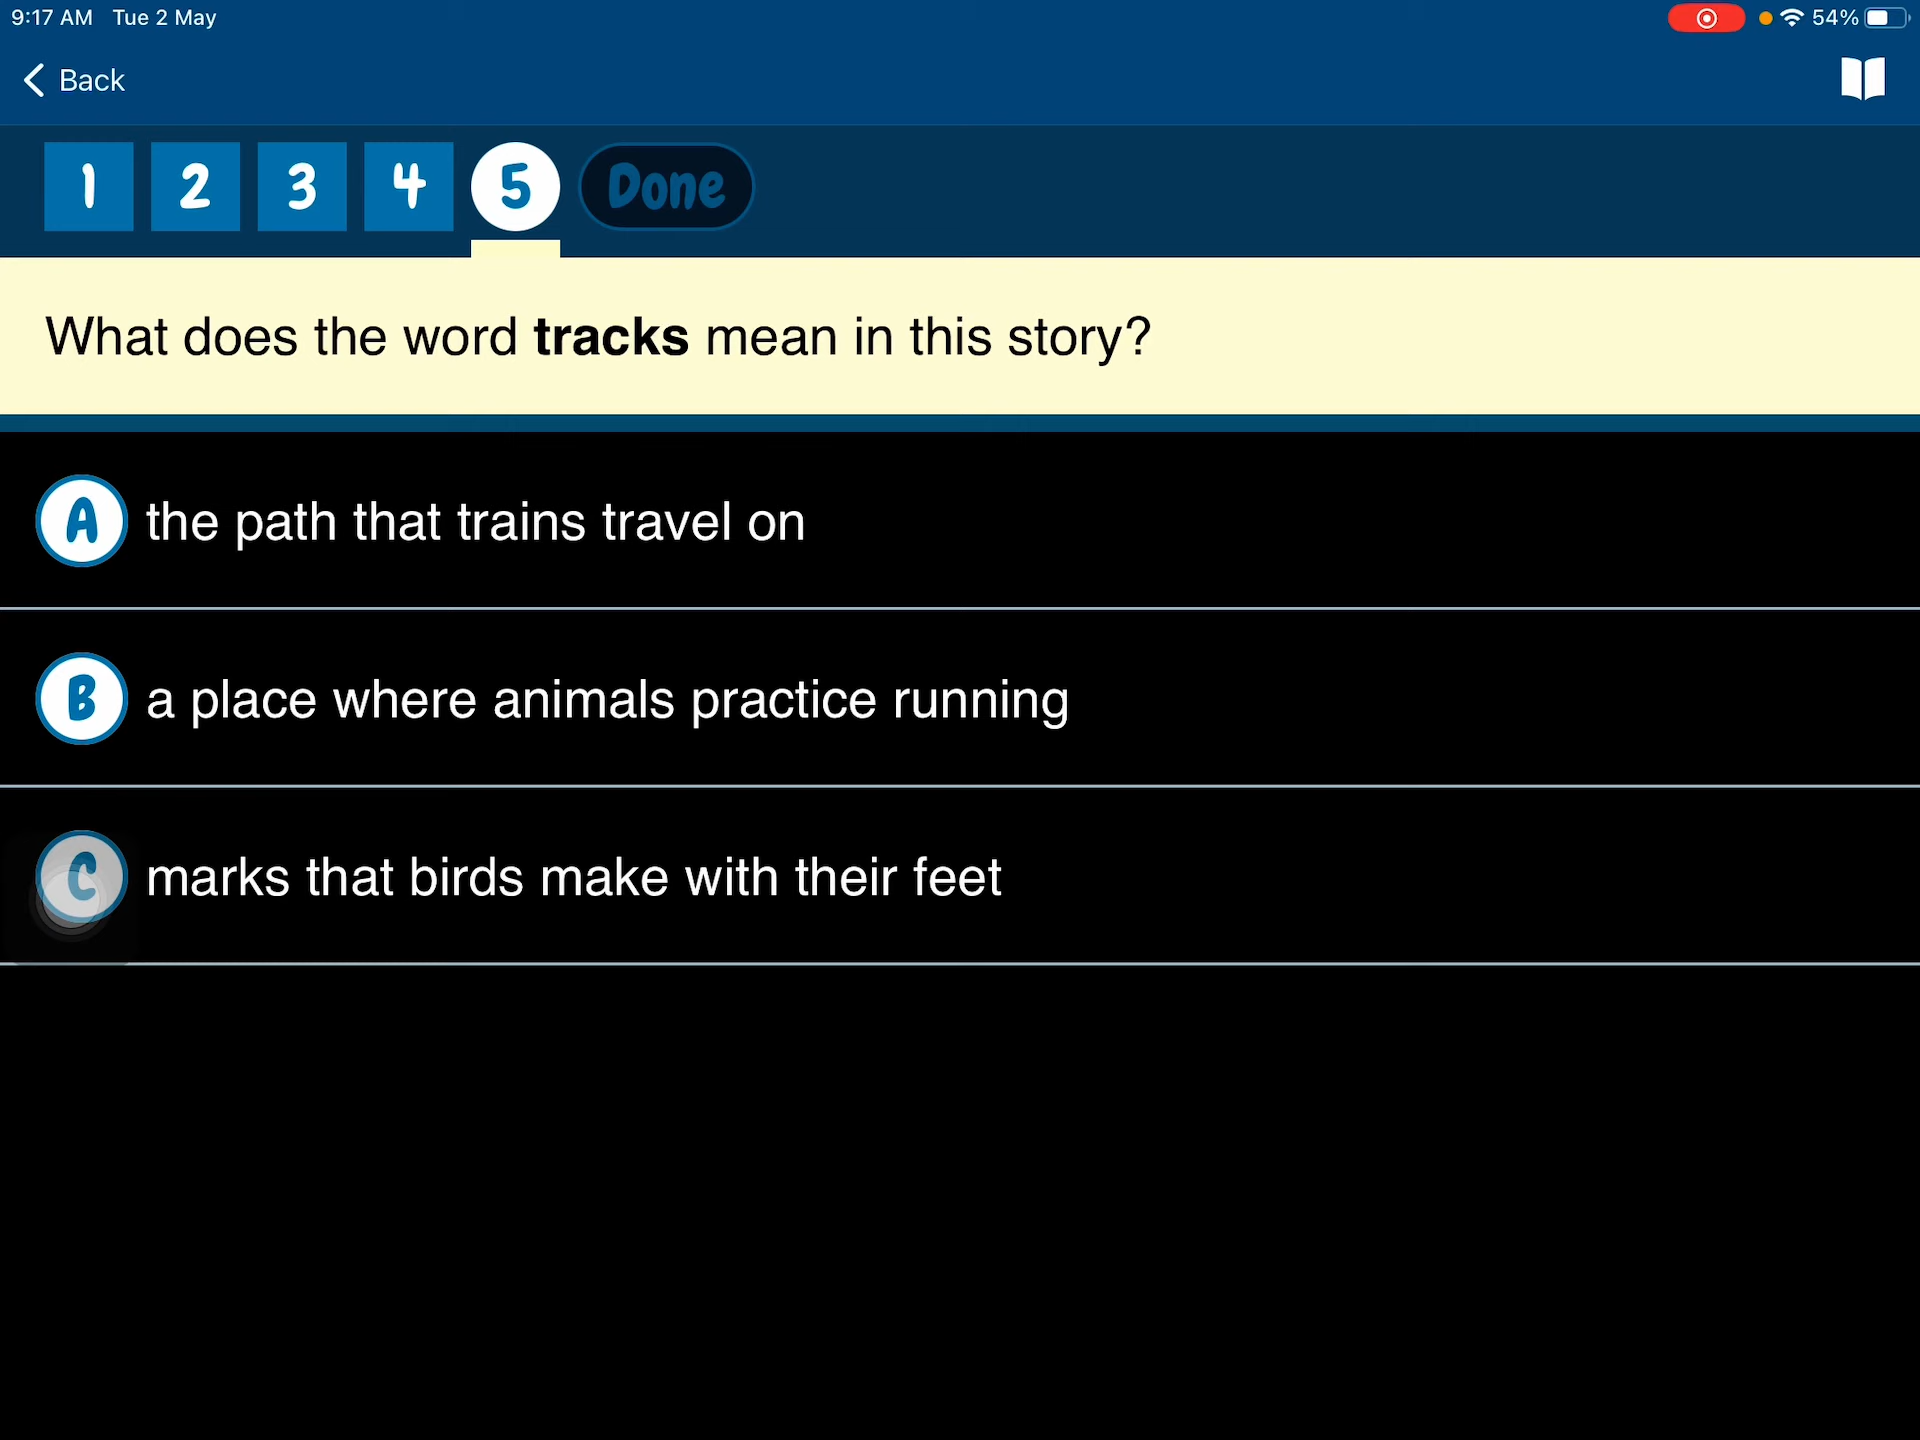 9:17 AM Tue 2 May 54%
Back
1 2 3 4 5 Done
What does the word tracks mean in this story?
A the path that trains travel on
B a place where animals practice running
C marks that birds make with their feet